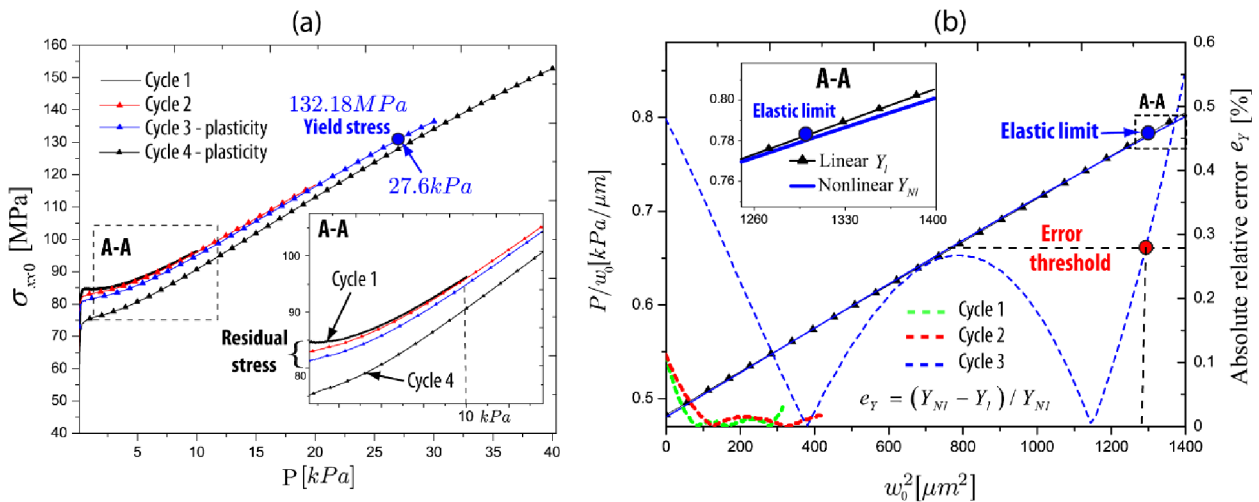 (a)
160
150
140
130
120
110
100
90
80
70
60
50
40
σxx0 [MPa]
Cycle 1
Cycle 2
Cycle 3 - plasticity
Cycle 4 - plasticity
132.18MPa
Yield stress
27.6kPa
A-A
A-A
100
90
80
Cycle 1
Residual
stress
Cycle 4
10 kPa
5 10 15 20 25 30 35 40
P [kPa]
(b)
0.8
0.7
0.6
0.5
P/w0[kPa/μm]
A-A
0.80
0.78
0.76
Elastic limit
Linear Yl
Nonlinear YNl
1260 1330 1400
A-A
Elastic limit
Error
threshold
Cycle 1
Cycle 2
Cycle 3
eY = (YNl − Yl) / YNl
0.6
0.5
0.4
0.3
0.2
0.1
0
Absolute relative error eY [%]
0 200 400 600 800 1000 1200 1400
w0²[μm²]